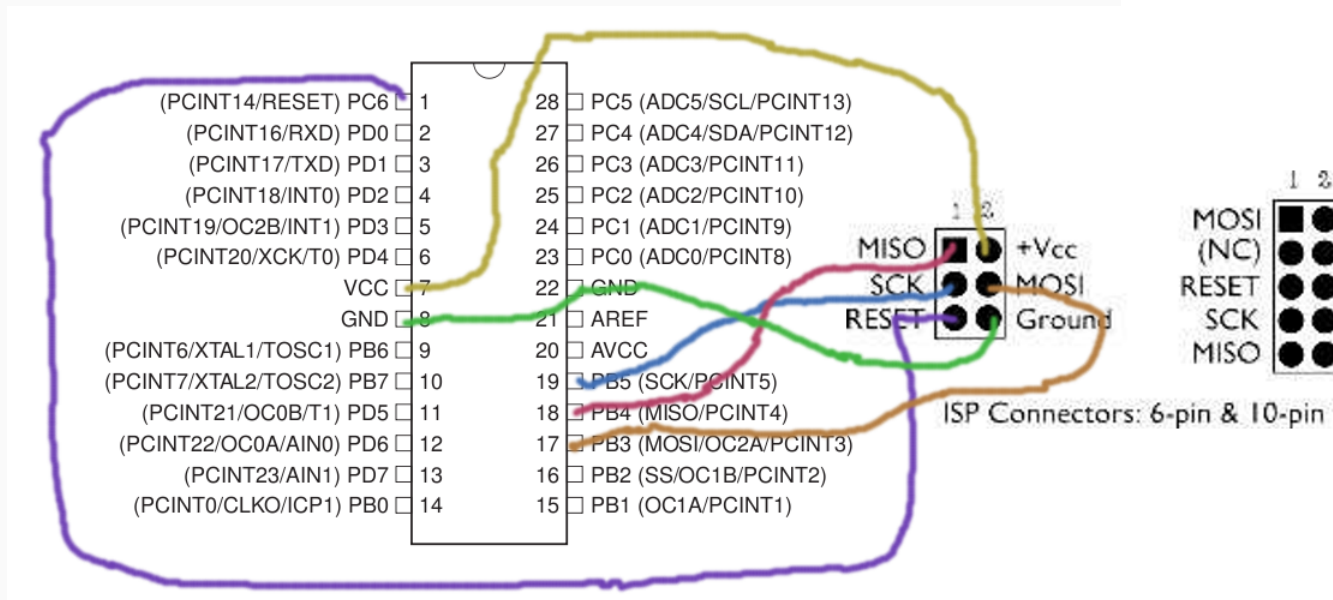 (PCINT14/RESET) PC6 1 28 PC5 (ADC5/SCL/PCINT13)
(PCINT16/RXD) PD0 2 27 PC4 (ADC4/SDA/PCINT12)
(PCINT17/TXD) PD1 3 26 PC3 (ADC3/PCINT11)
(PCINT18/INT0) PD2 4 25 PC2 (ADC2/PCINT10)
(PCINT19/OC2B/INT1) PD3 5 24 PC1 (ADC1/PCINT9)
(PCINT20/XCK/T0) PD4 6 23 PC0 (ADC0/PCINT8)
VCC 7 22 GND
GND 8 21 AREF
(PCINT6/XTAL1/TOSC1) PB6 9 20 AVCC
(PCINT7/XTAL2/TOSC2) PB7 10 19 PB5 (SCK/PCINT5)
(PCINT21/OC0B/T1) PD5 11 18 PB4 (MISO/PCINT4)
(PCINT22/OC0A/AIN0) PD6 12 17 PB3 (MOSI/OC2A/PCINT3)
(PCINT23/AIN1) PD7 13 16 PB2 (SS/OC1B/PCINT2)
(PCINT0/CLKO/ICP1) PB0 14 15 PB1 (OC1A/PCINT1)
1 2
MISO +Vcc
SCK MOSI
RESET Ground
1 2
MOSI
(NC)
RESET
SCK
MISO
ISP Connectors: 6-pin & 10-pin